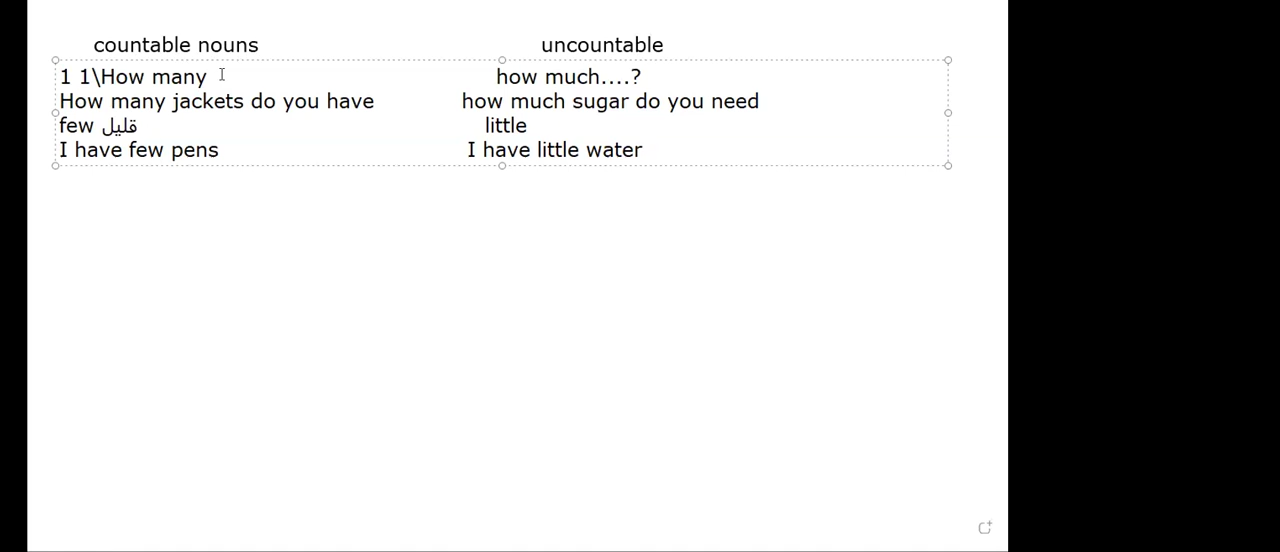 countable nouns uncountable
1 1\How many how much....?
How many jackets do you have how much sugar do you need
few قليل little
I have few pens I have little water